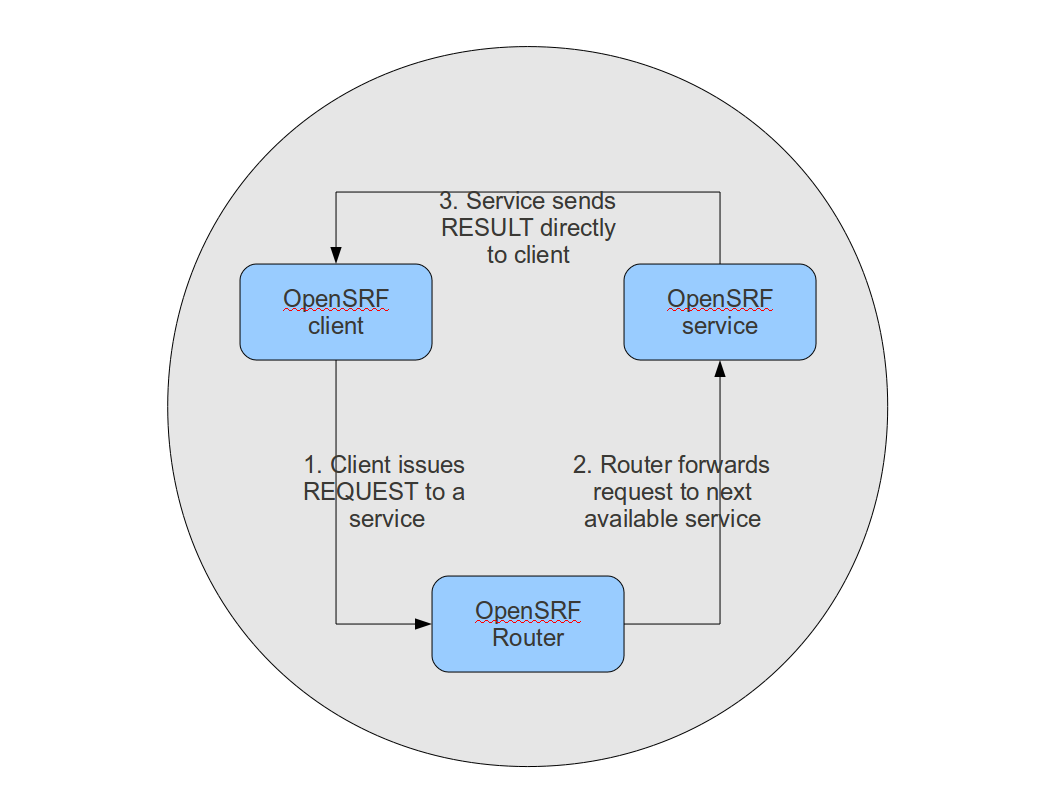 3. Service sends
RESULT directly
to client
OpenSRF
client
OpenSRF
service
1. Client issues
REQUEST to a
service
2. Router forwards
request to next
available service
OpenSRF
Router